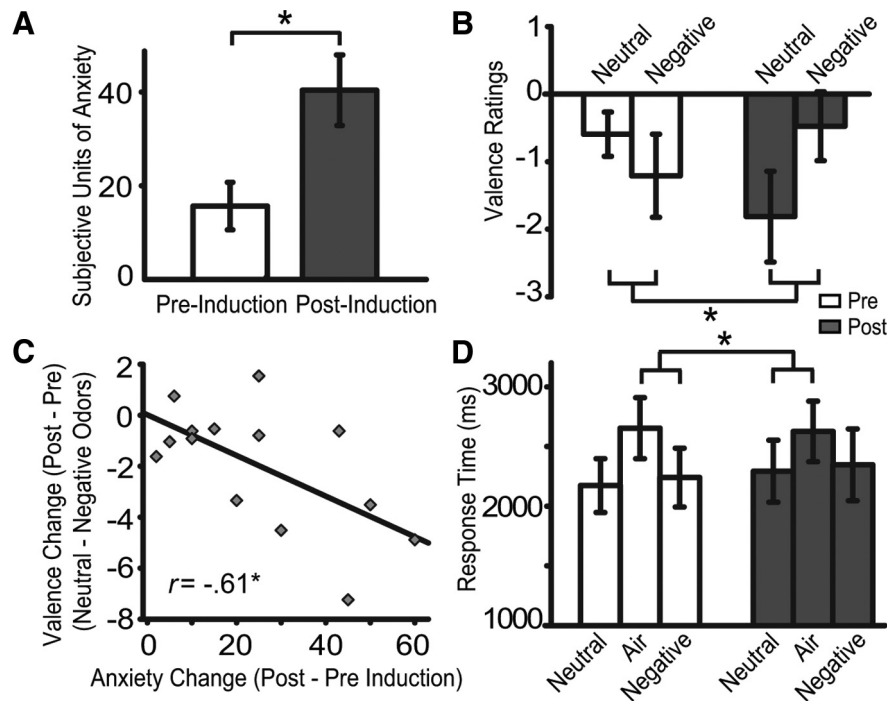 A
*
Subjective Units of Anxiety
40
20
0
Pre-Induction Post-Induction
B
Neutral Negative Neutral Negative
Valence Ratings
1
0
-1
-2
-3
*
Pre
Post
C
Valence Change (Post - Pre)
(Neutral - Negative Odors)
2
0
-2
-4
-6
-8
r= -.61*
0 20 40 60
Anxiety Change (Post - Pre Induction)
D
*
Response Time (ms)
3000
2000
1000
Neutral Air Negative Neutral Air Negative